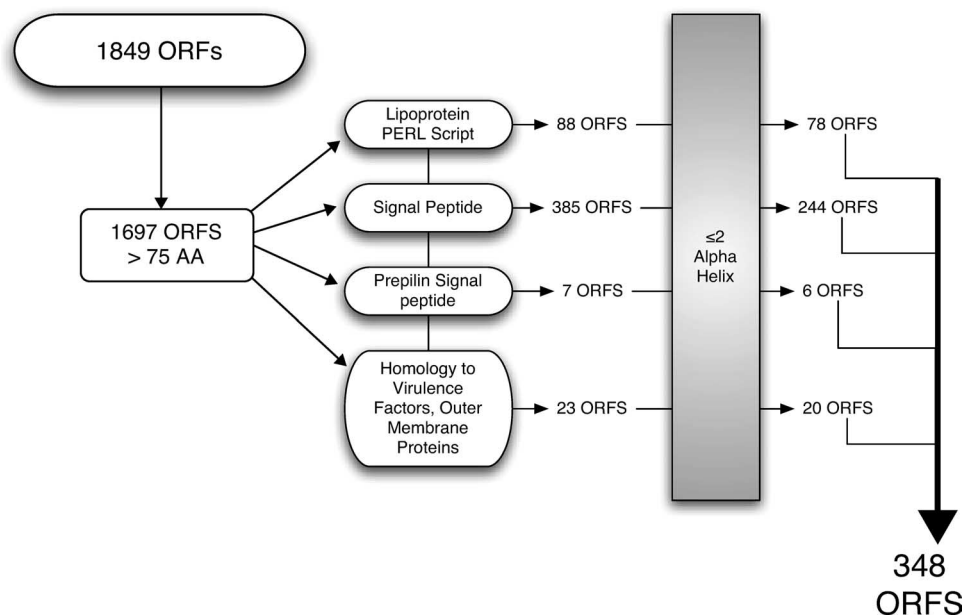 1849 ORFs
1697 ORFS
> 75 AA
Lipoprotein
PERL Script
88 ORFS
78 ORFS
Signal Peptide
385 ORFS
244 ORFS
≤2
Alpha
Helix
Prepilin Signal
peptide
7 ORFS
6 ORFS
Homology to
Virulence
Factors, Outer
Membrane
Proteins
23 ORFS
20 ORFS
348
ORFS